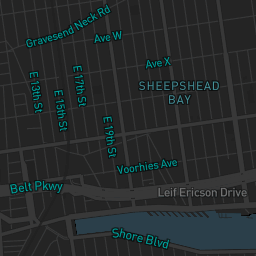 Gravesend Neck Rd
Ave W
Ave X
E 13th St
E 15th St
E 17th St
SHEEPSHEAD
BAY
E 19th St
Voorhies Ave
Belt Pkwy
Leif Ericson Drive
Shore Blvd